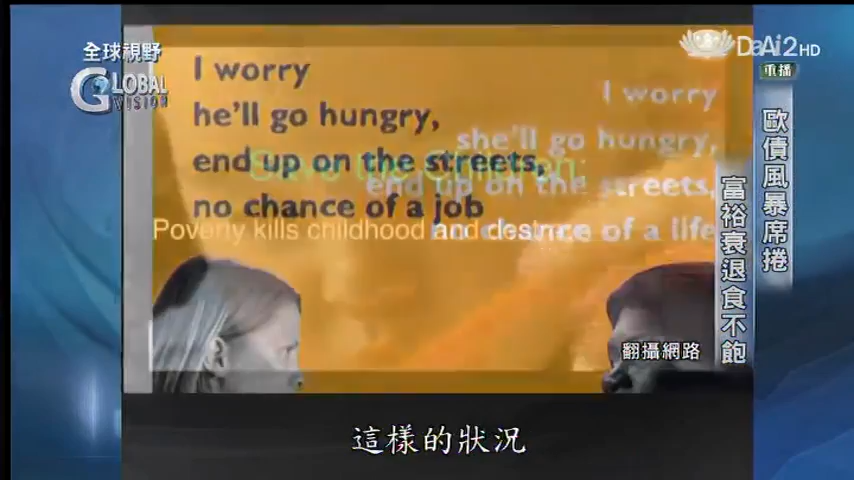 全球視野
GLOBAL
VISION
DaAi2HD
重播
歐債風暴席捲
富裕衰退食不飽
I worry
he'll go hungry,
end up on the streets,
no chance of a job
I worry
she'll go hungry,
end up on the streets,
no chance of a life
Save the Children:
Poverty kills childhood and
翻攝網路
這樣的狀況